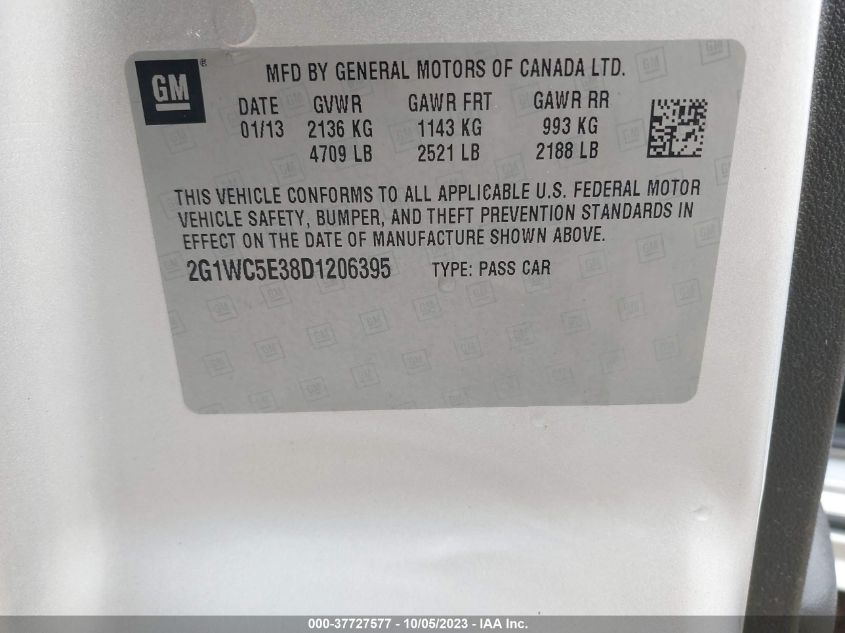 GM ®
MFD BY GENERAL MOTORS OF CANADA LTD.
DATE GVWR GAWR FRT GAWR RR
01/13 2136 KG 1143 KG 993 KG
4709 LB 2521 LB 2188 LB
THIS VEHICLE CONFORMS TO ALL APPLICABLE U.S. FEDERAL MOTOR
VEHICLE SAFETY, BUMPER, AND THEFT PREVENTION STANDARDS IN
EFFECT ON THE DATE OF MANUFACTURE SHOWN ABOVE.
2G1WC5E38D1206395 TYPE: PASS CAR
000-37727577 - 10/05/2023 - IAA Inc.